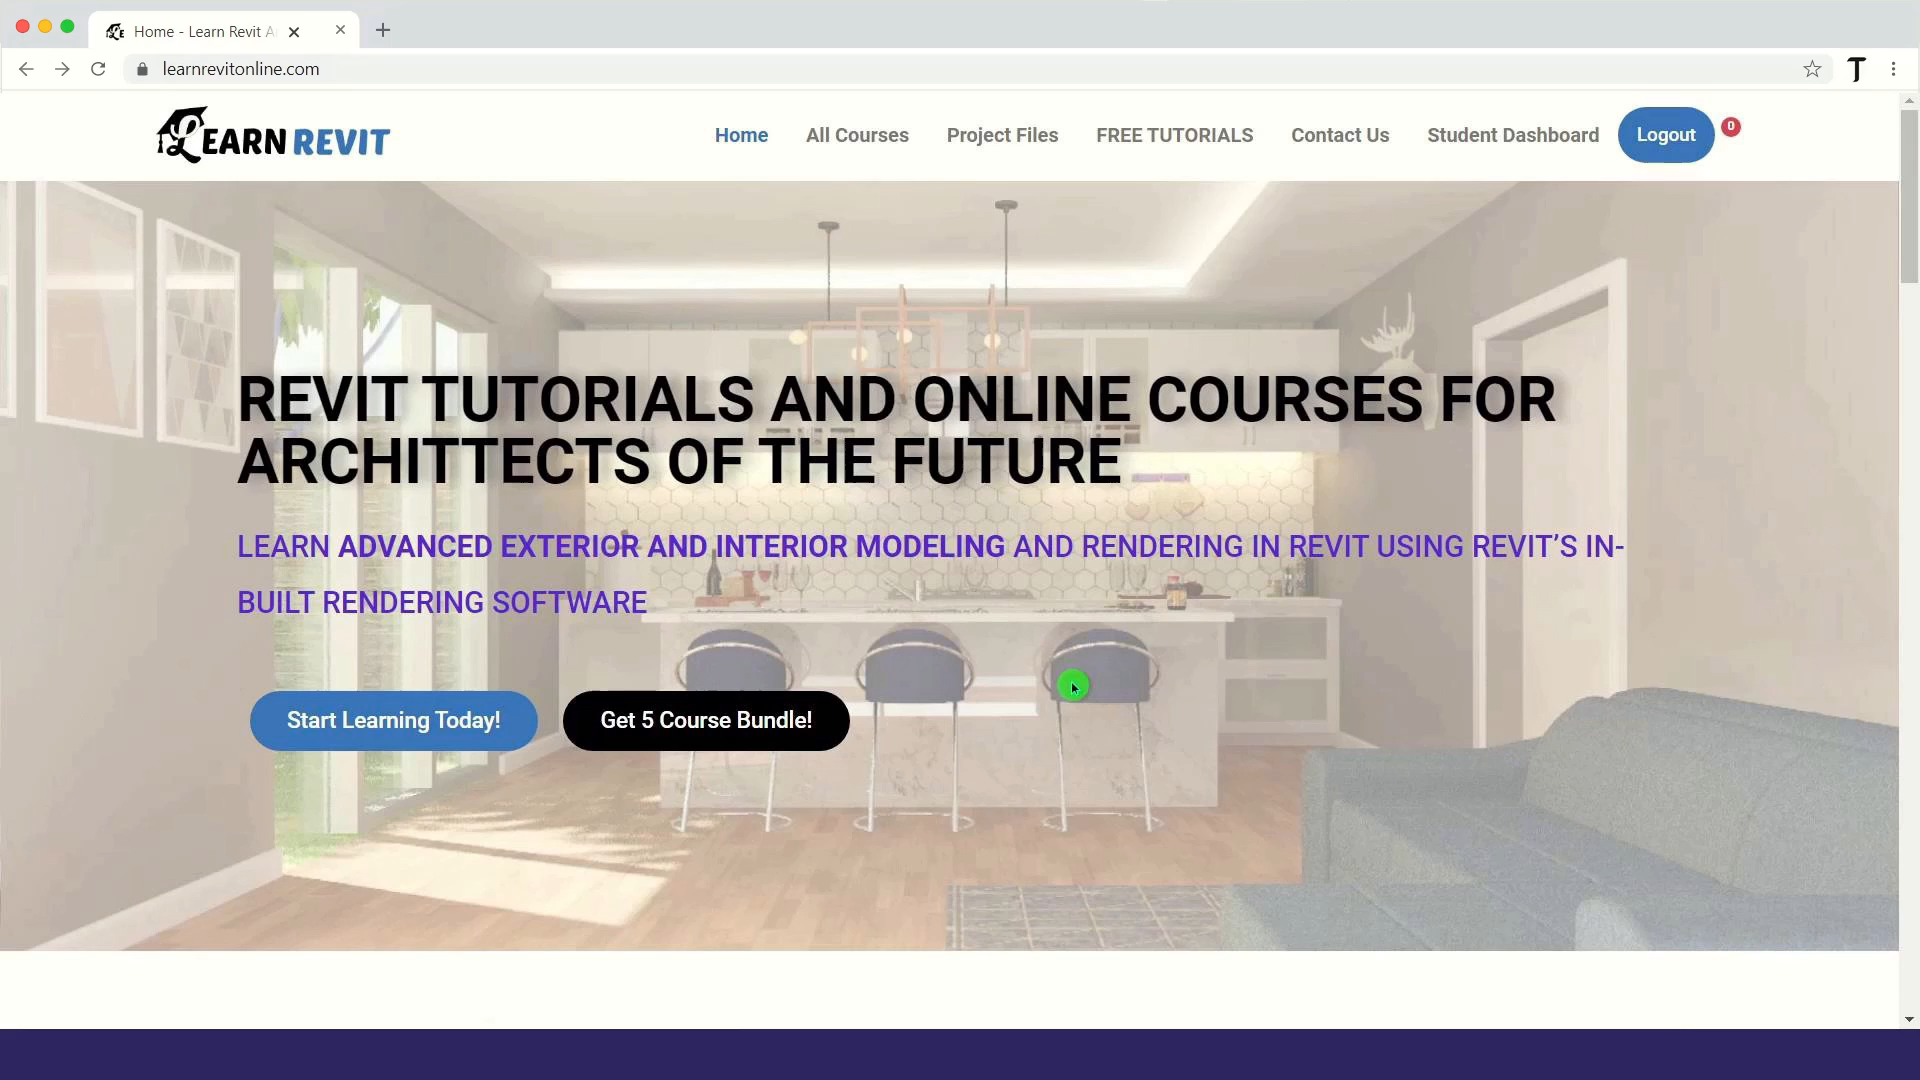 Home - Learn Revit A
learnrevitonline.com
LEARN REVIT
Home
All Courses
Project Files
FREE TUTORIALS
Contact Us
Student Dashboard
Logout
0
REVIT TUTORIALS AND ONLINE COURSES FOR
ARCHITTECTS OF THE FUTURE
LEARN ADVANCED EXTERIOR AND INTERIOR MODELING AND RENDERING IN REVIT USING REVIT’S IN-
BUILT RENDERING SOFTWARE
Start Learning Today!
Get 5 Course Bundle!